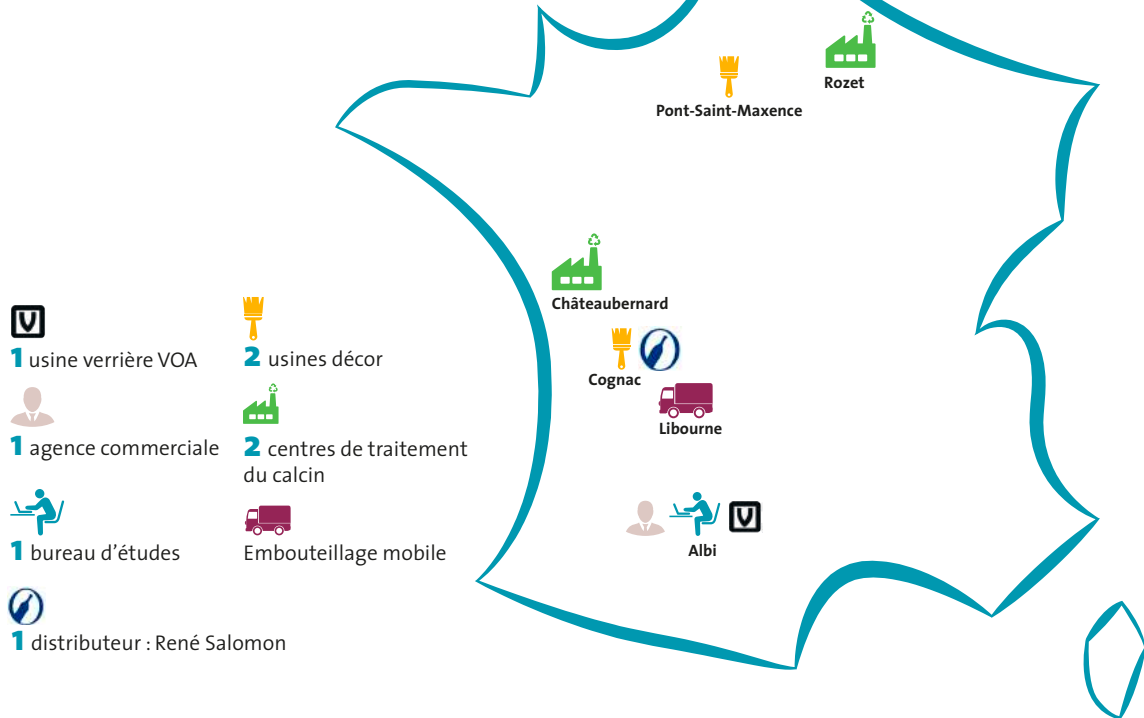 Rozet
Pont-Saint-Maxence
Châteaubernard
Cognac
Libourne
Albi
V
V
1 usine verrière VOA
2 usines décor
1 agence commerciale
2 centres de traitement
du calcin
1 bureau d'études
Embouteillage mobile
1 distributeur : René Salomon